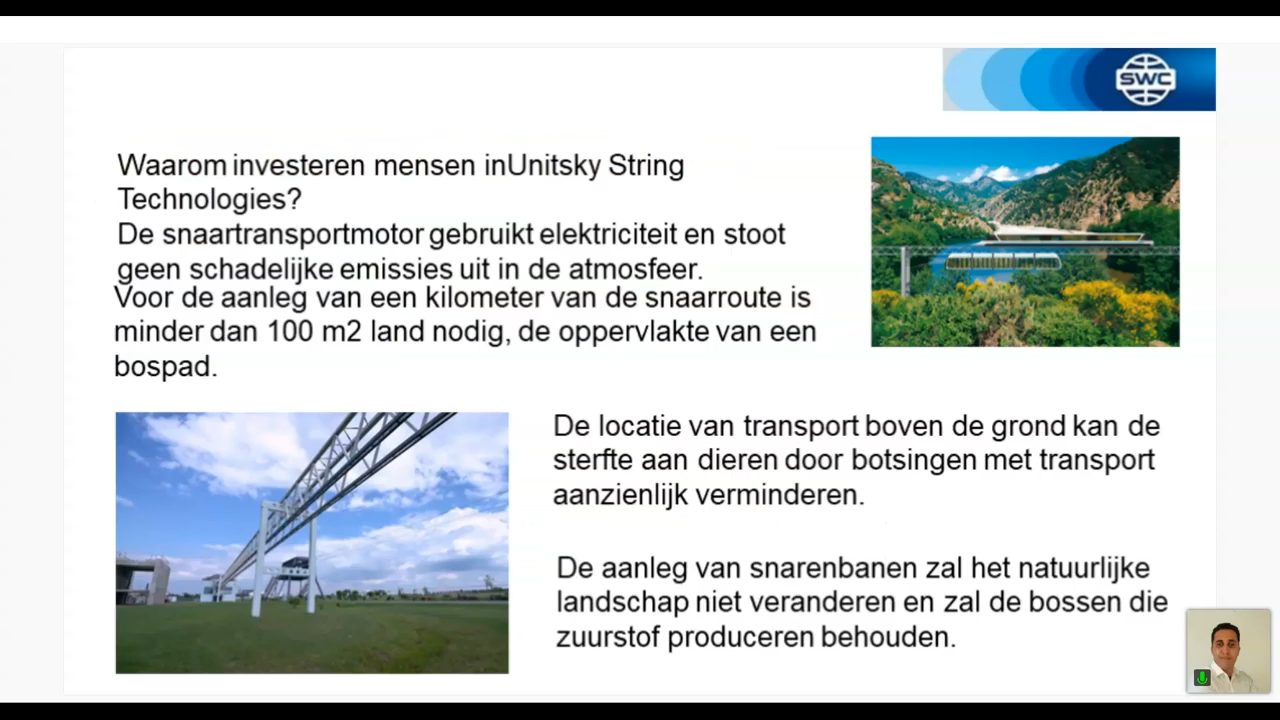 SWC
Waarom investeren mensen inUnitsky String
Technologies?
De snaartransportmotor gebruikt elektriciteit en stoot
geen schadelijke emissies uit in de atmosfeer.
Voor de aanleg van een kilometer van de snaarroute is
minder dan 100 m2 land nodig, de oppervlakte van een
bospad.
De locatie van transport boven de grond kan de
sterfte aan dieren door botsingen met transport
aanzienlijk verminderen.
De aanleg van snarenbanen zal het natuurlijke
landschap niet veranderen en zal de bossen die
zuurstof produceren behouden.